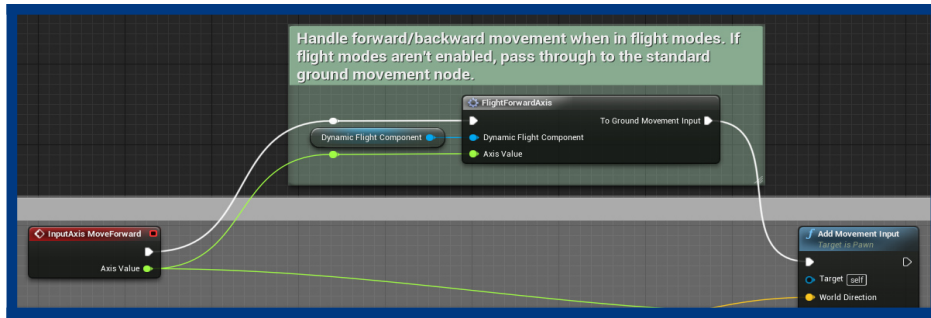 Handle forward/backward movement when in flight modes. If
flight modes aren't enabled, pass through to the standard
ground movement node.
FlightForwardAxis
To Ground Movement Input
Dynamic Flight Component
Dynamic Flight Component
Axis Value
InputAxis MoveForward
Axis Value
Add Movement Input
Target is Pawn
Target self
World Direction